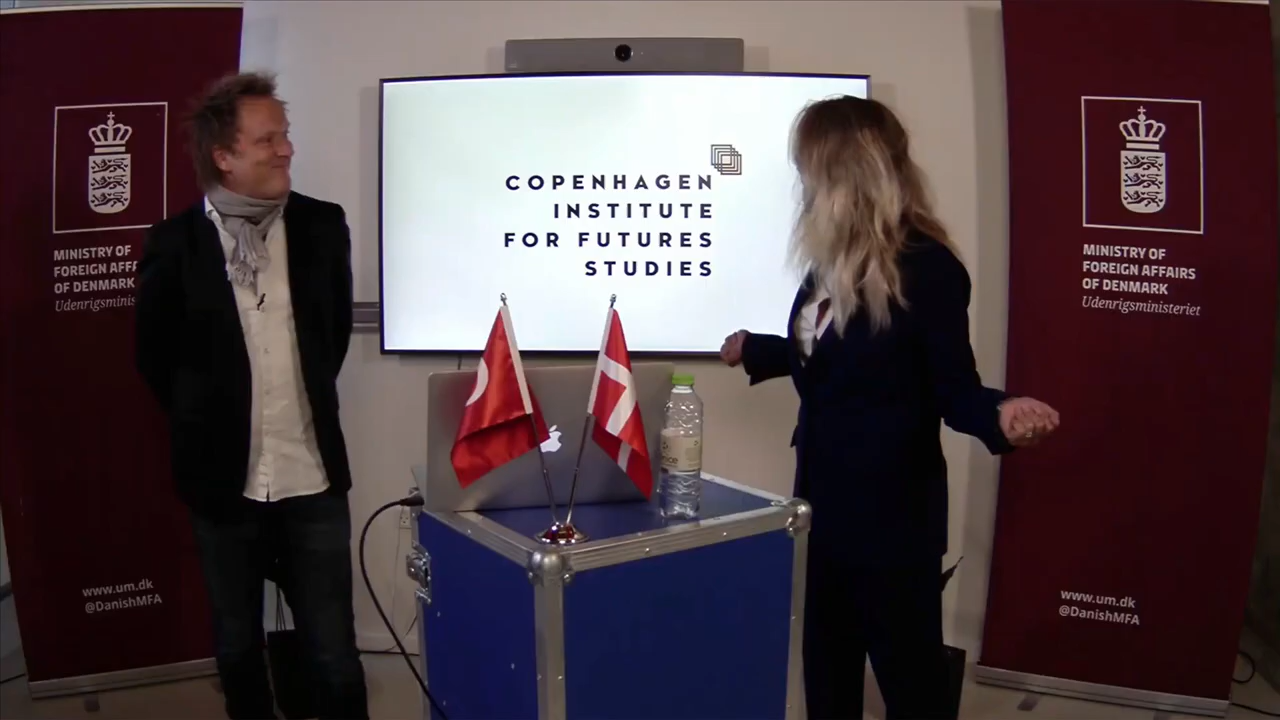 COPENHAGEN
INSTITUTE
FOR FUTURES
STUDIES
MINISTRY OF
FOREIGN AFFA
OF DENMARK
Udenrigsminis
www.um.dk
@DanishMFA
MINISTRY OF
FOREIGN AFFAIRS
OF DENMARK
Udenrigsministeriet
www.um.dk
@DanishMFA